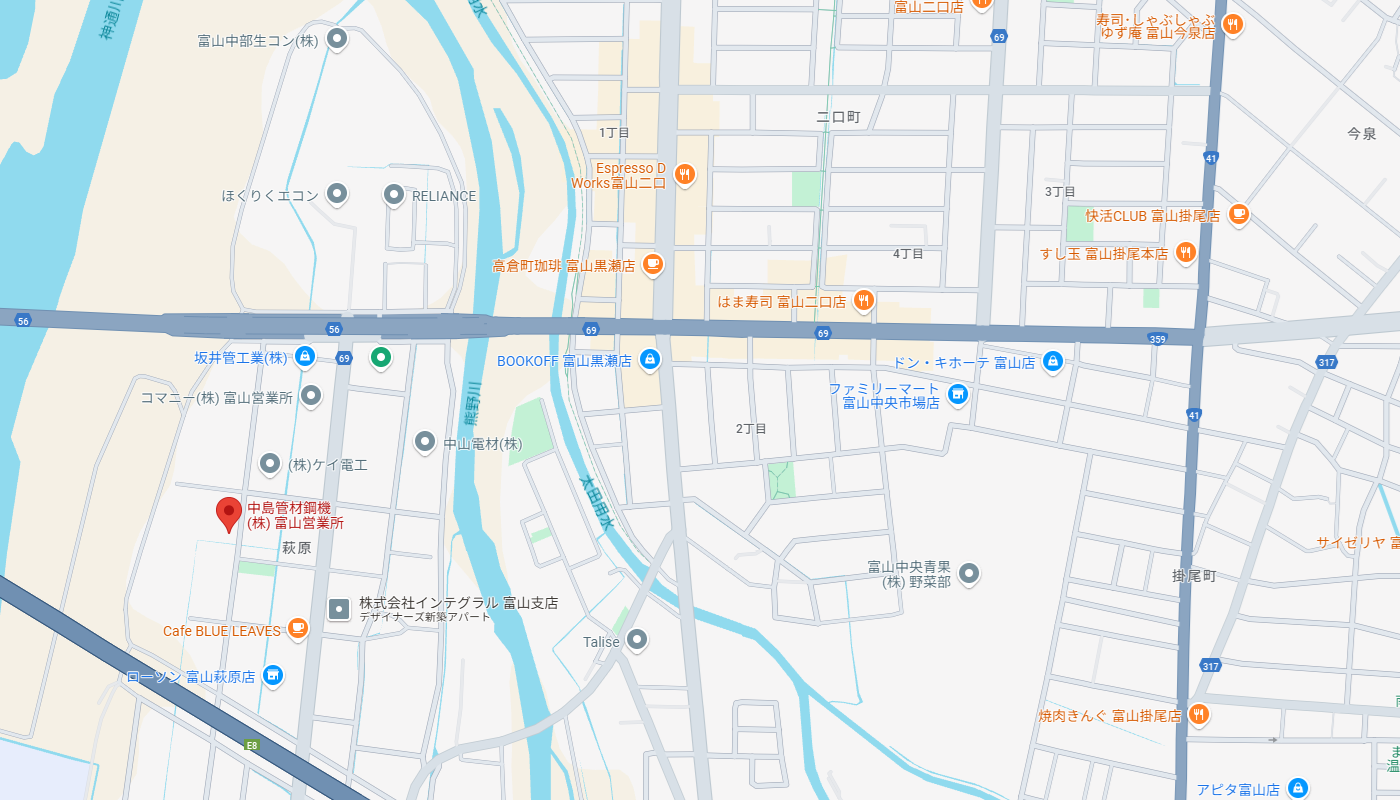 神通川
富山二口店
寿司・しゃぶしゃぶ
ゆず庵 富山今泉店
富山中部生コン(株)
69
二口町
1丁目
今泉
41
Espresso D
Works富山二口
ほくりくエコン
RELIANCE
3丁目
快活CLUB 富山掛尾店
すし玉 富山掛尾本店
4丁目
高倉町珈琲 富山黒瀬店
はま寿司 富山二口店
56
56
69
69
359
坂井管工業(株)
69
BOOKOFF 富山黒瀬店
ドン・キホーテ 富山店
317
コマニー(株) 富山営業所
熊野川
ファミリーマート
富山中央市場店
41
2丁目
中山電材(株)
(株)ケイ電工
太田用水
中島管材鋼機
(株) 富山営業所
萩原
サイゼリヤ 富
富山中央青果
(株) 野菜部
掛尾町
株式会社インテグラル 富山支店
デザイナーズ新築アパート
Cafe BLUE LEAVES
Talise
317
ローソン 富山萩原店
焼肉きんぐ 富山掛尾店
E8
アピタ富山店